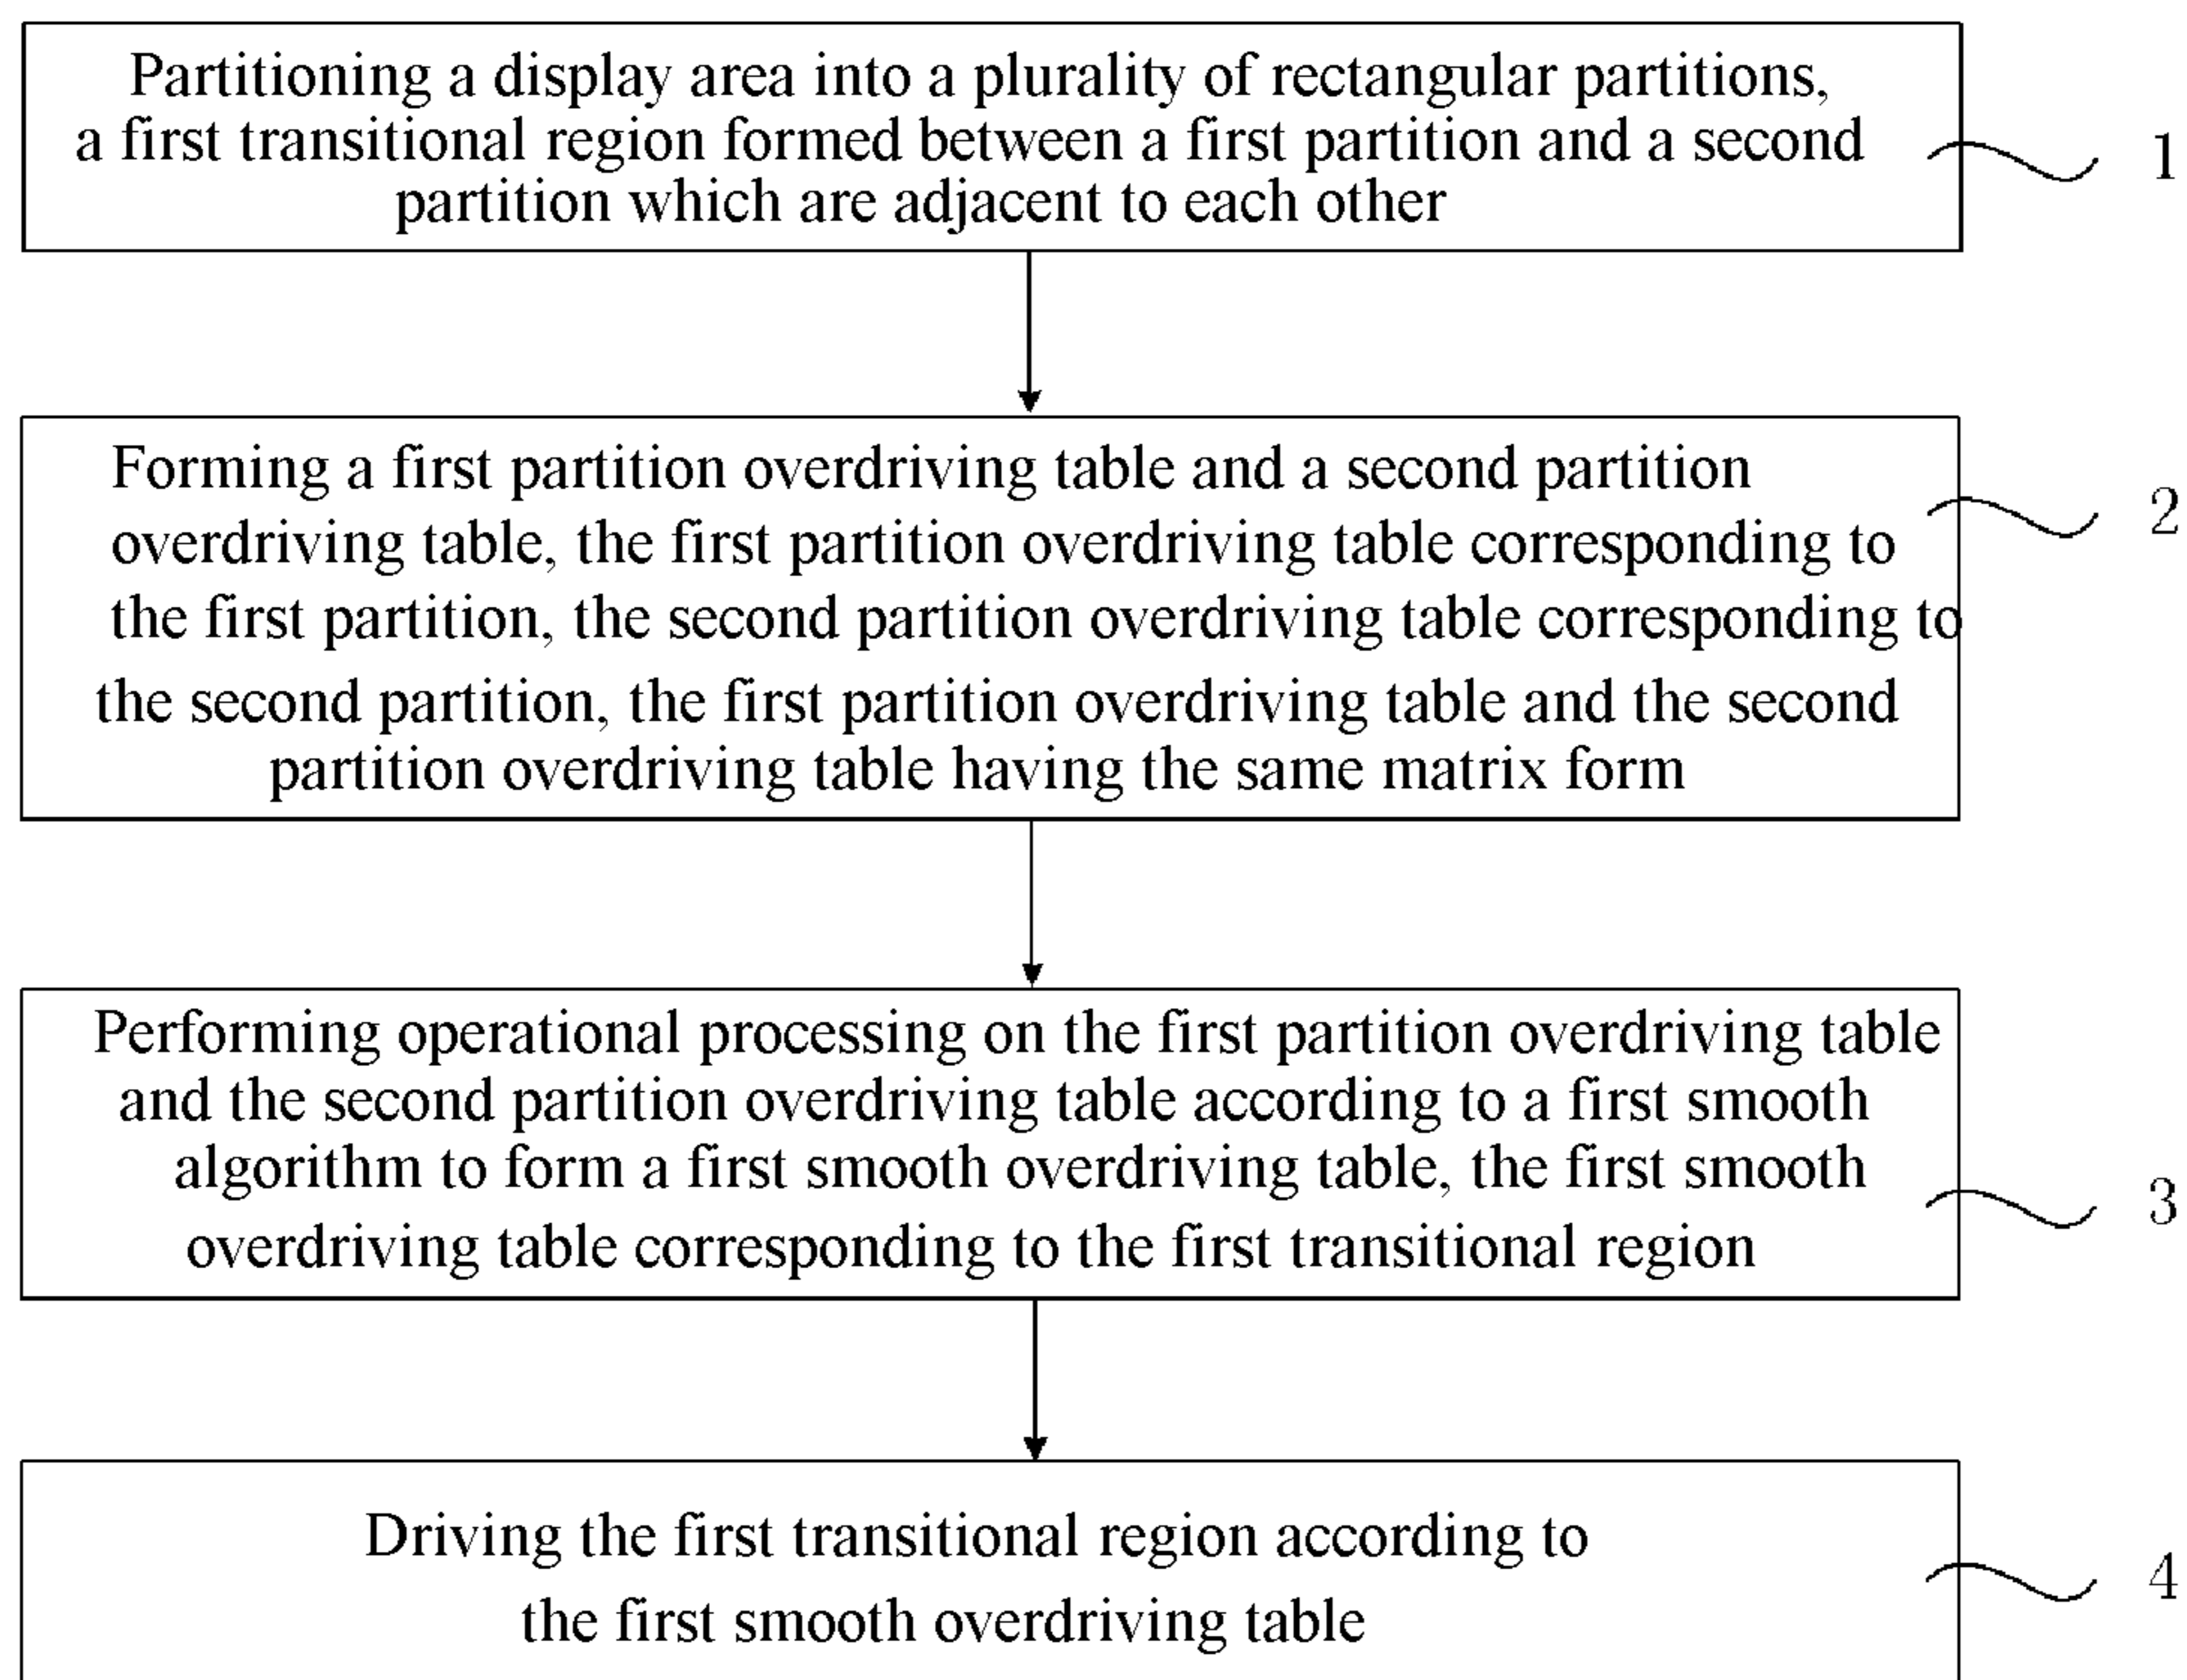 Partitioning a display area into a plurality of rectangular partitions,
a first transitional region formed between a first partition and a second
partition which are adjacent to each other
1
Forming a first partition overdriving table and a second partition
overdriving table, the first partition overdriving table corresponding to
the first partition, the second partition overdriving table corresponding to
the second partition, the first partition overdriving table and the second
partition overdriving table having the same matrix form
2
Performing operational processing on the first partition overdriving table
and the second partition overdriving table according to a first smooth
algorithm to form a first smooth overdriving table, the first smooth
overdriving table corresponding to the first transitional region
3
Driving the first transitional region according to
the first smooth overdriving table
4